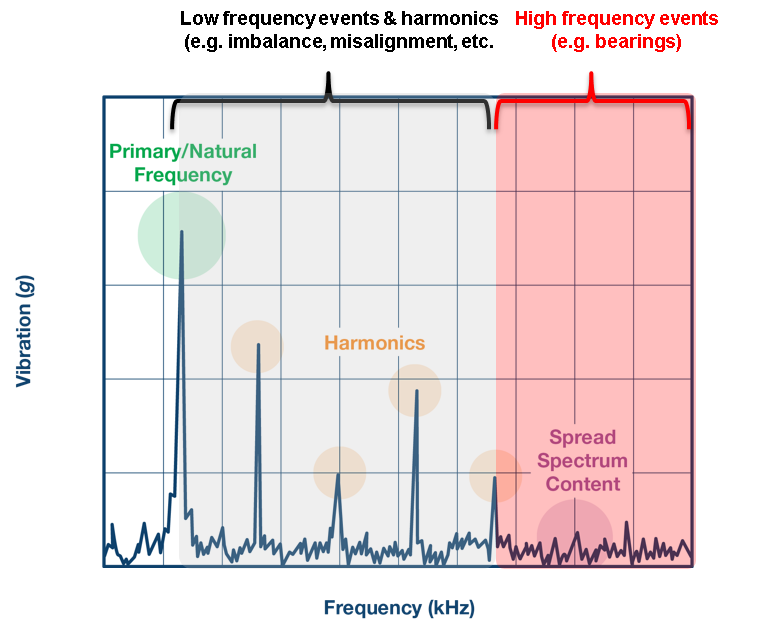 Low frequency events & harmonics
(e.g. imbalance, misalignment, etc.
High frequency events
(e.g. bearings)
Primary/Natural
Frequency
Harmonics
Spread
Spectrum
Content
Vibration (g)
Frequency (kHz)